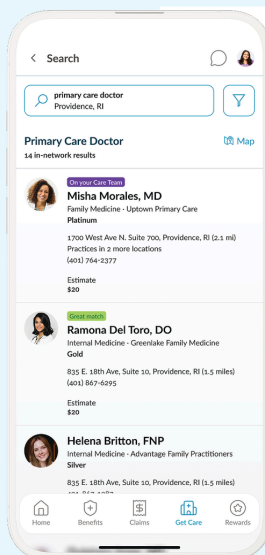 Search
primary care doctor
Providence, RI
Primary Care Doctor
Map
14 in-network results
On your Care Team
Misha Morales, MD
Family Medicine · Uptown Primary Care
Platinum
1700 West Ave N. Suite 700, Providence, RI (2.1 mi)
Practices in 2 more locations
(401) 764-2377
Estimate
$20
Great match
Ramona Del Toro, DO
Internal Medicine · Greenlake Family Medicine
Gold
835 E. 18th Ave, Suite 10, Providence, RI (1.5 miles)
(401) 867-6295
Estimate
$20
Helena Britton, FNP
Internal Medicine · Advantage Family Practitioners
Silver
835 E. 18th Ave, Suite 10, Providence, RI (1.5 miles)
Home
Benefits
Claims
Get Care
Rewards